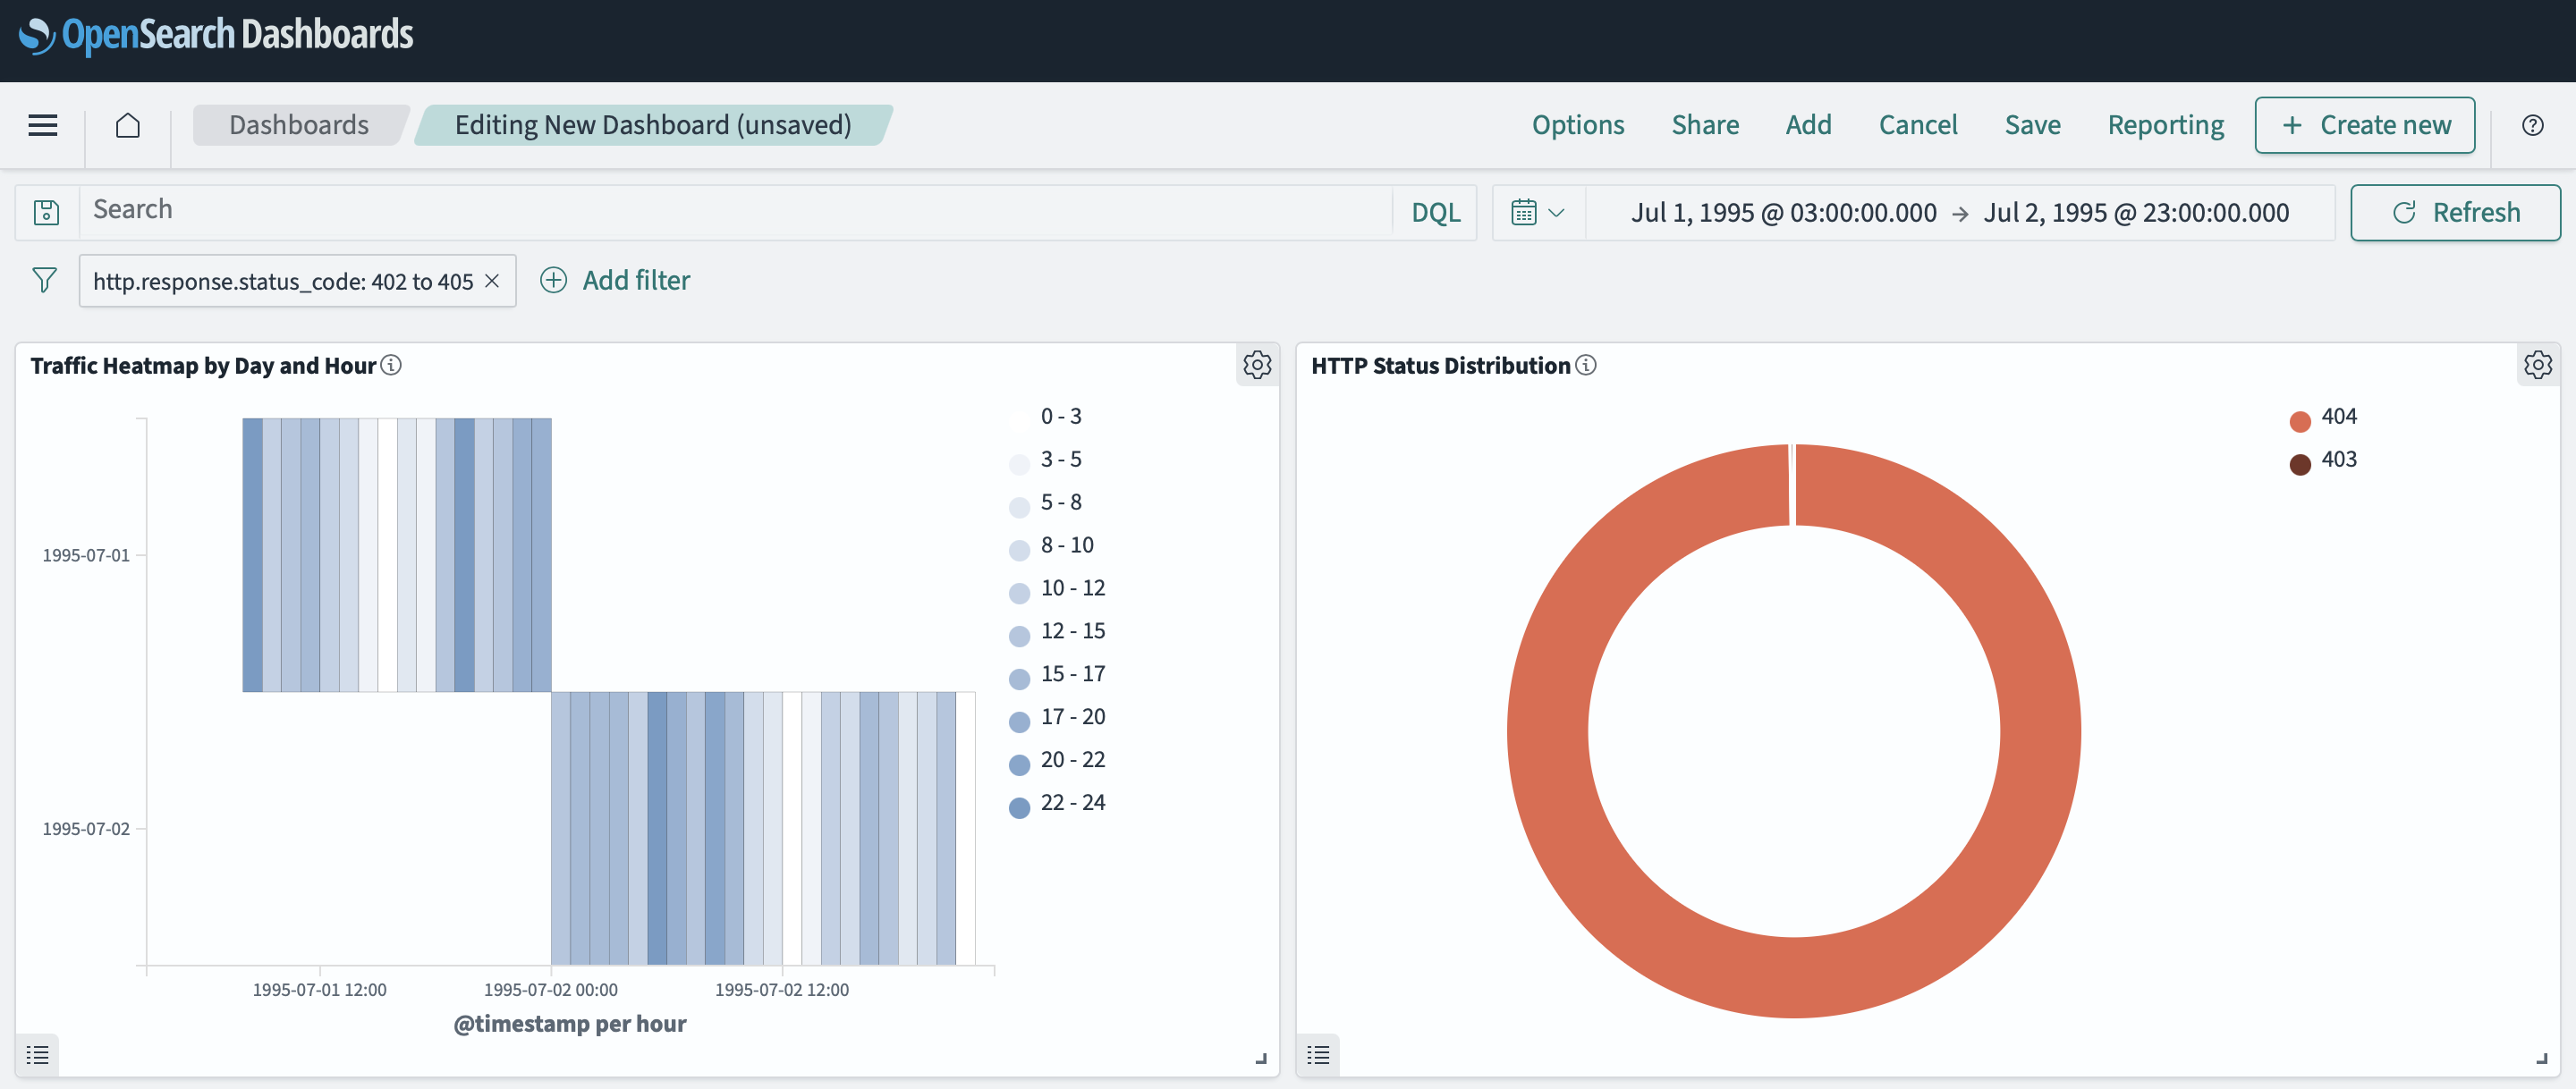 OpenSearch Dashboards
Dashboards
Editing New Dashboard (unsaved)
Options
Share
Add
Cancel
Save
Reporting
+ Create new
Search
DQL
Jul 1, 1995 @ 03:00:00.000 → Jul 2, 1995 @ 23:00:00.000
Refresh
http.response.status_code: 402 to 405 ×
Add filter
Traffic Heatmap by Day and Hour
1995-07-01
1995-07-02
1995-07-01 12:00
1995-07-02 00:00
1995-07-02 12:00
@timestamp per hour
0 - 3
3 - 5
5 - 8
8 - 10
10 - 12
12 - 15
15 - 17
17 - 20
20 - 22
22 - 24
HTTP Status Distribution
404
403